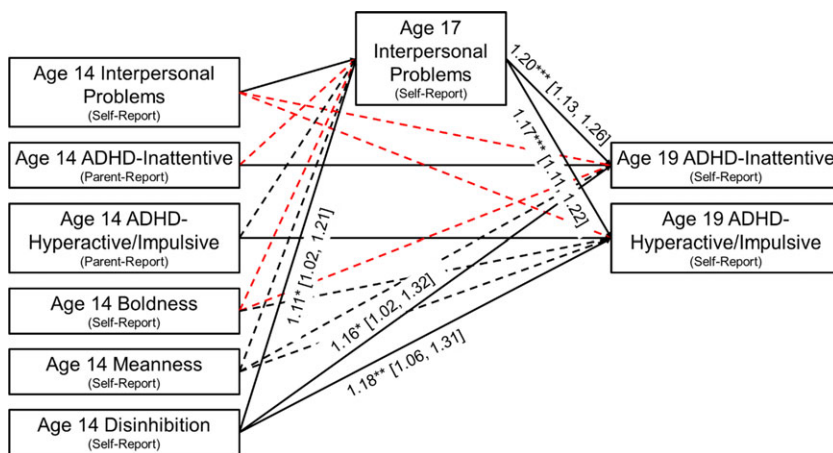 Age 17
Interpersonal
Problems
(Self-Report)
Age 14 Interpersonal
Problems
(Self-Report)
Age 14 ADHD-Inattentive
(Parent-Report)
Age 14 ADHD-
Hyperactive/Impulsive
(Parent-Report)
Age 14 Boldness
(Self-Report)
Age 14 Meanness
(Self-Report)
Age 14 Disinhibition
(Self-Report)
1.20*** [1.13, 1.26]
1.17*** [1.11, 1.22]
1.11* [1.02, 1.21]
1.16* [1.02, 1.32]
1.18** [1.06, 1.31]
Age 19 ADHD-Inattentive
(Self-Report)
Age 19 ADHD-
Hyperactive/Impulsive
(Self-Report)